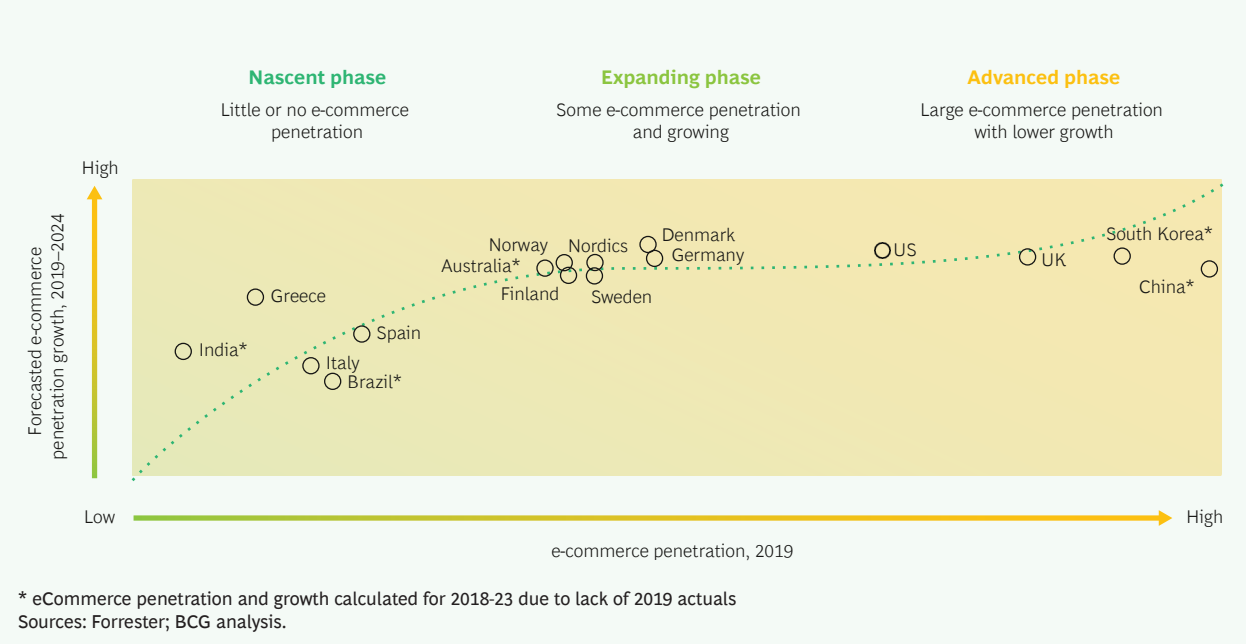 Nascent phase
Little or no e-commerce
penetration
Expanding phase
Some e-commerce penetration
and growing
Advanced phase
Large e-commerce penetration
with lower growth
High
Forecasted e-commerce
penetration growth, 2019–2024
Norway
Nordics
Denmark
Australia*
Germany
Finland
Sweden
US
UK
South Korea*
China*
Greece
Spain
India*
Italy
Brazil*
Low
High
e-commerce penetration, 2019
* eCommerce penetration and growth calculated for 2018-23 due to lack of 2019 actuals
Sources: Forrester; BCG analysis.